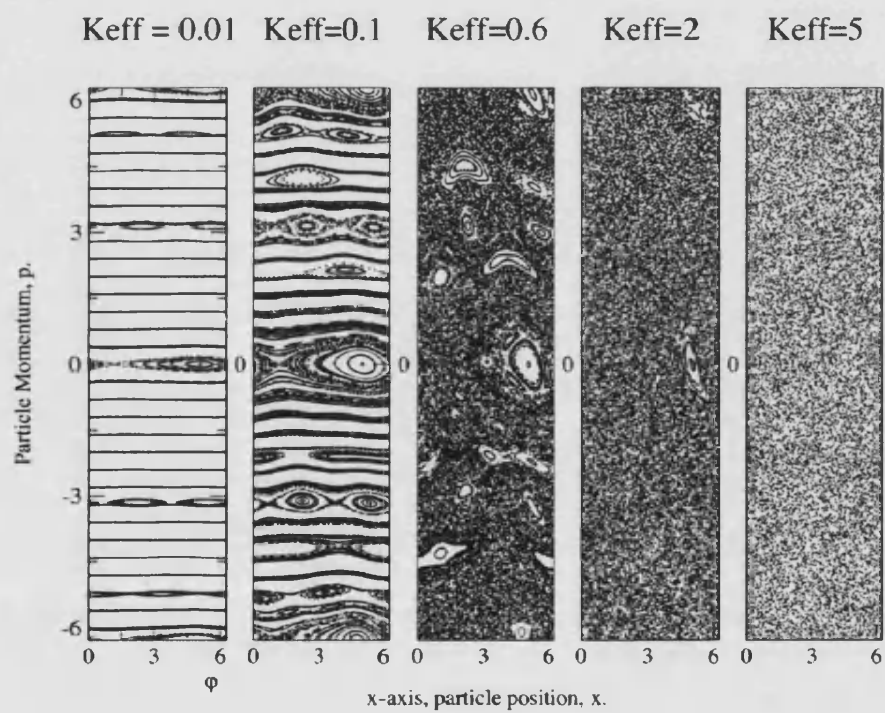 Keff = 0.01 Keff=0.1 Keff=0.6 Keff=2 Keff=5
6
3
Particle Momentum, p.
0 0 0 0 0
-3
-6
0 3 6 0 3 6 0 3 6 0 3 6 0 3 6
φ
x-axis, particle position, x.